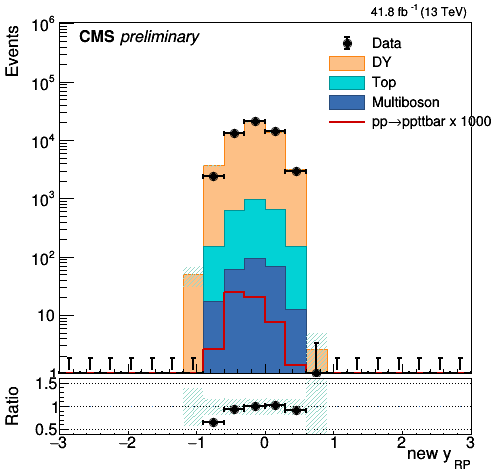 41.8 fb⁻¹ (13 TeV)
CMS preliminary
Events
10⁶
10⁵
10⁴
10³
10²
10
1
Data
DY
Top
Multiboson
pp→ppttbar x 1000
Ratio
1.5
1
0.5
−3 −2 −1 0 1 2 3
new y_RP